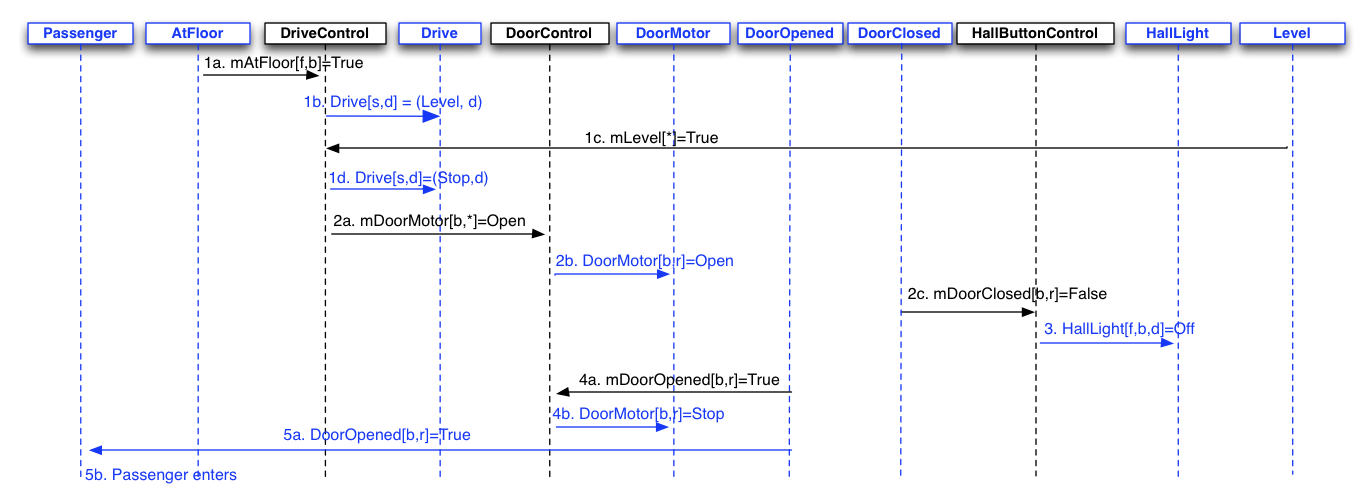 Passenger
AtFloor
DriveControl
Drive
DoorControl
DoorMotor
DoorOpened
DoorClosed
HallButtonControl
HallLight
Level
1a. mAtFloor[f,b]=True
1b. Drive[s,d] = (Level, d)
1c. mLevel[*]=True
1d. Drive[s,d]=(Stop,d)
2a. mDoorMotor[b,*]=Open
2b. DoorMotor[b,r]=Open
2c. mDoorClosed[b,r]=False
3. HallLight[f,b,d]=Off
4a. mDoorOpened[b,r]=True
4b. DoorMotor[b,r]=Stop
5a. DoorOpened[b,r]=True
5b. Passenger enters